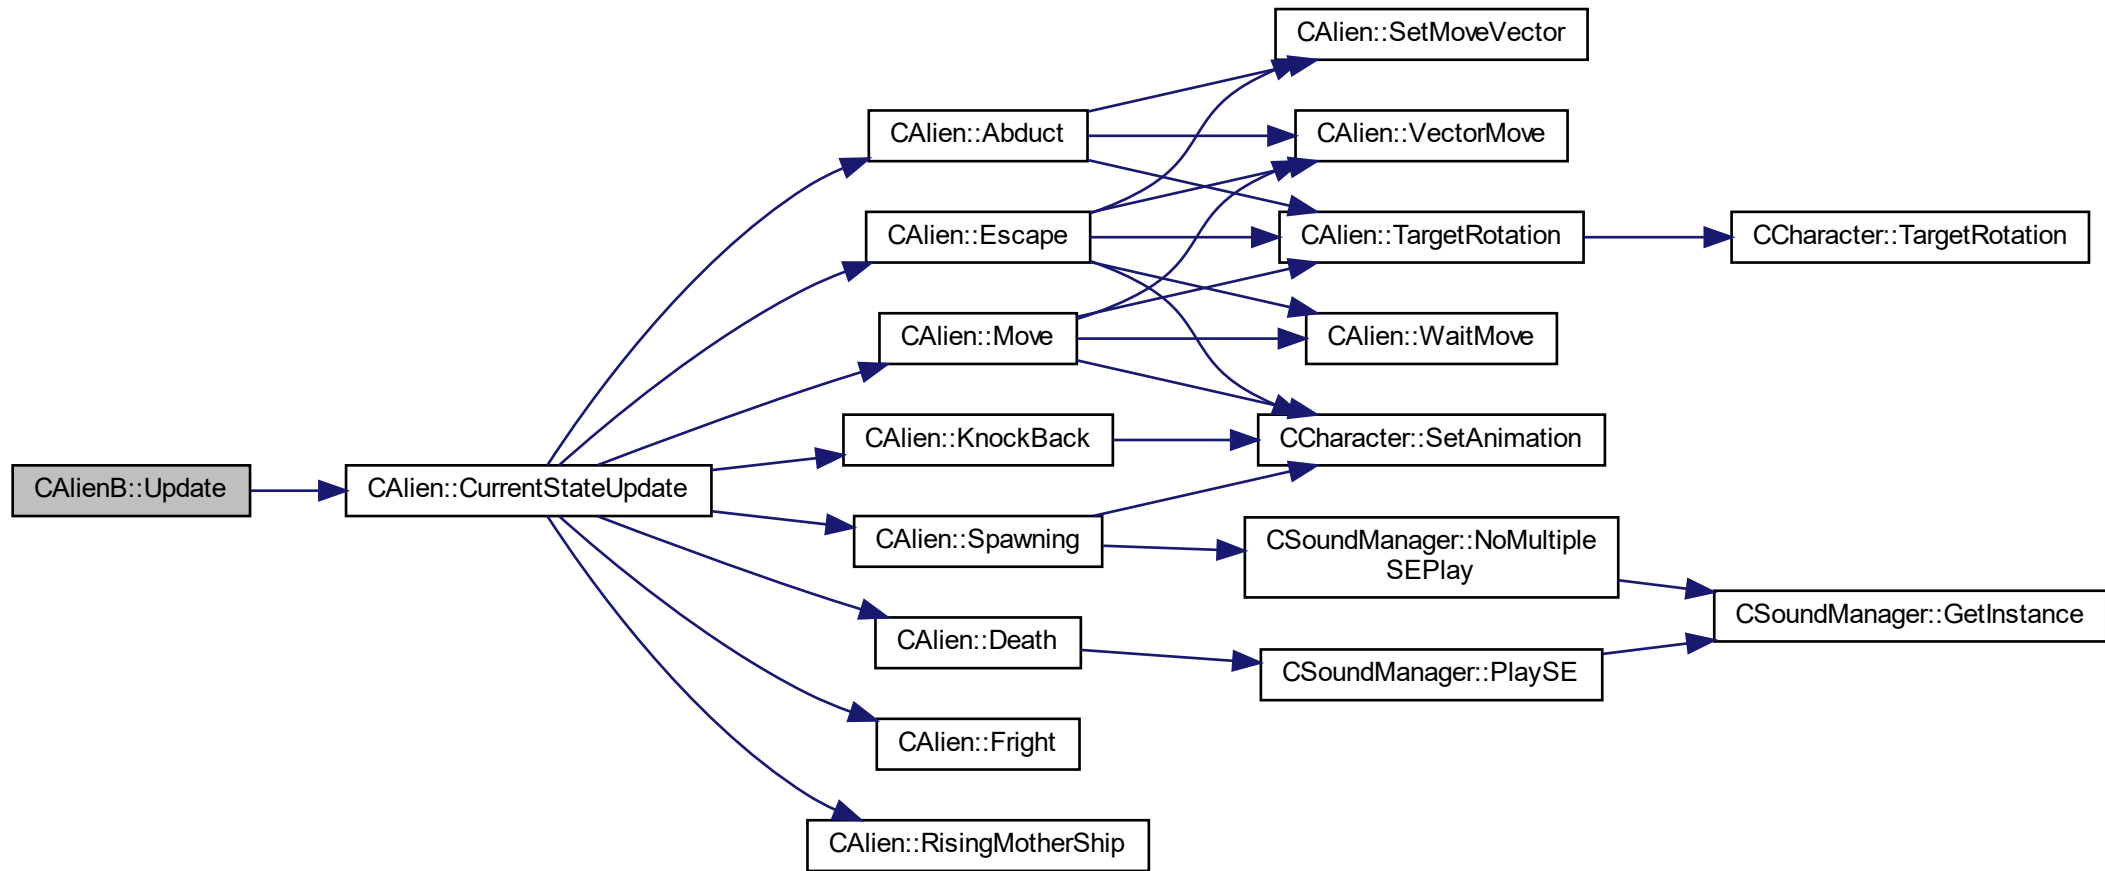 CAlienB::Update
CAlien::CurrentStateUpdate
CAlien::Abduct
CAlien::Escape
CAlien::Move
CAlien::KnockBack
CAlien::Spawning
CAlien::Death
CAlien::Fright
CAlien::RisingMotherShip
CAlien::SetMoveVector
CAlien::VectorMove
CAlien::TargetRotation
CAlien::WaitMove
CCharacter::SetAnimation
CSoundManager::NoMultiple
SEPlay
CSoundManager::PlaySE
CCharacter::TargetRotation
CSoundManager::GetInstance